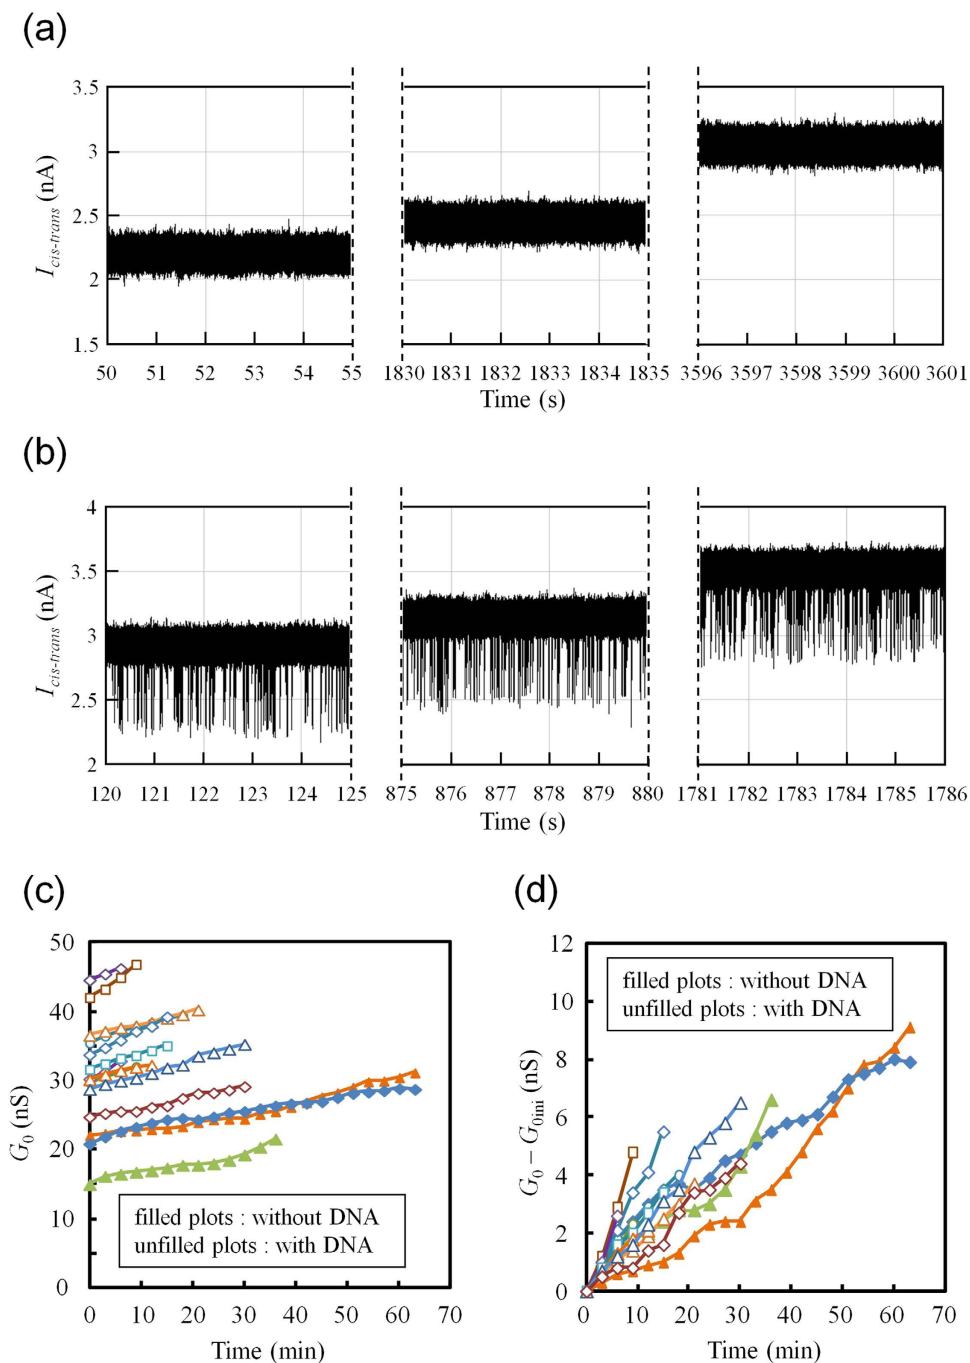 (a)
3.5
3
2.5
2
1.5
I cis-trans (nA)
50 51 52 53 54 55 1830 1831 1832 1833 1834 1835 3596 3597 3598 3599 3600 3601
Time (s)
(b)
4
3.5
3
2.5
2
I cis-trans (nA)
120 121 122 123 124 125 875 876 877 878 879 880 1781 1782 1783 1784 1785 1786
Time (s)
(c)
50
40
30
20
10
0
G0 (nS)
filled plots : without DNA
unfilled plots : with DNA
0 10 20 30 40 50 60 70
Time (min)
(d)
12
10
8
6
4
2
0
G0 – G0ini (nS)
filled plots : without DNA
unfilled plots : with DNA
0 10 20 30 40 50 60 70
Time (min)